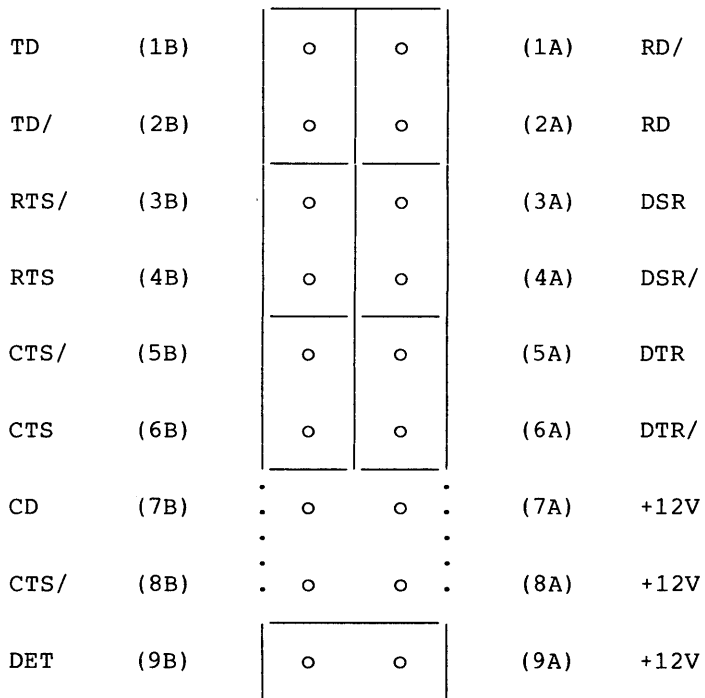 TD (1B) (1A) RD/
TD/ (2B) (2A) RD
RTS/ (3B) (3A) DSR
RTS (4B) (4A) DSR/
CTS/ (5B) (5A) DTR
CTS (6B) (6A) DTR/
CD (7B) (7A) +12V
CTS/ (8B) (8A) +12V
DET (9B) (9A) +12V